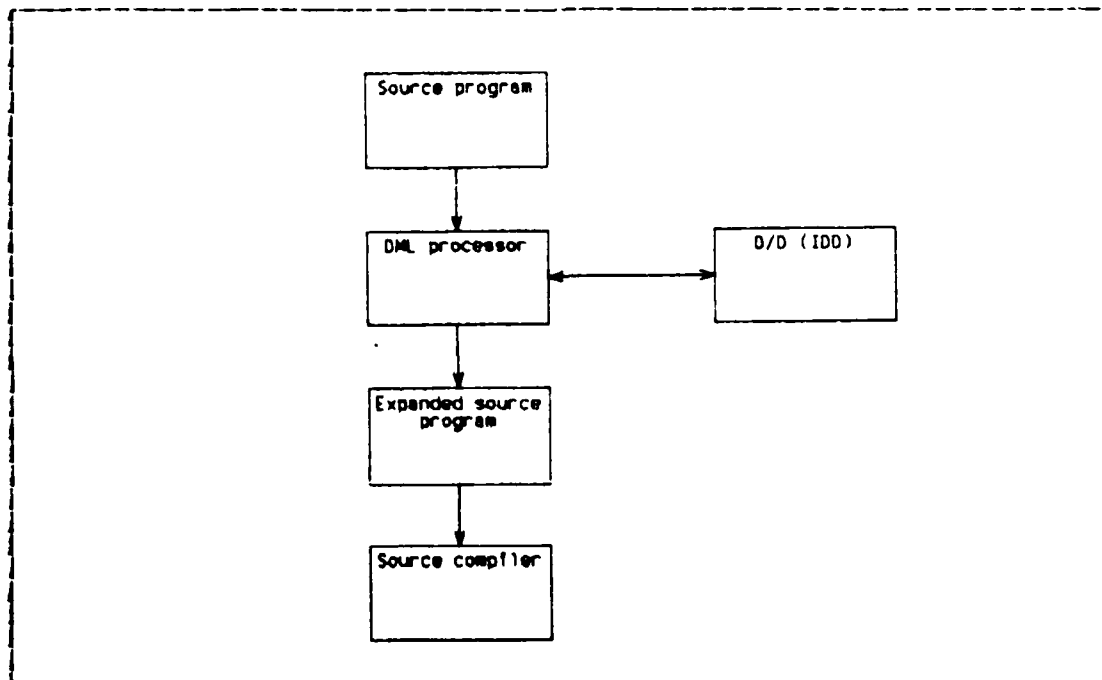 Source program
DML processor
D/D (IDD)
Expanded source
program
Source compiler